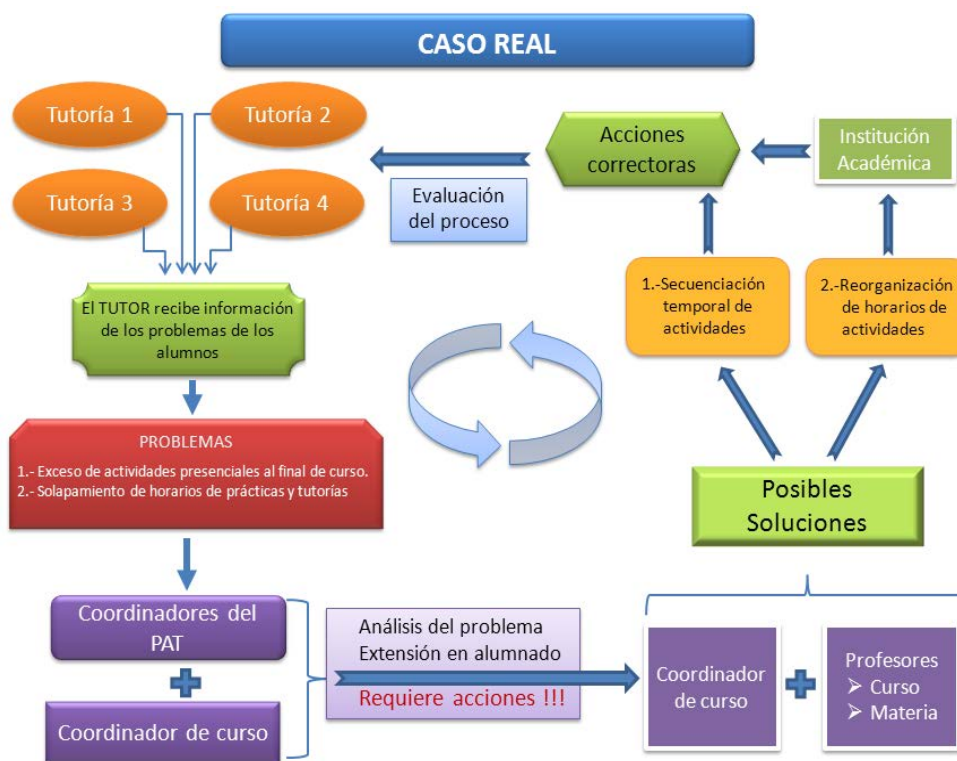 CASO REAL
Tutoría 1
Tutoría 2
Tutoría 3
Tutoría 4
El TUTOR recibe información
de los problemas de los
alumnos
PROBLEMAS
1.- Exceso de actividades presenciales al final de curso.
2.- Solapamiento de horarios de prácticas y tutorías
Coordinadores del
PAT
Coordinador de curso
Análisis del problema
Extensión en alumnado
Requiere acciones !!!
Coordinador
de curso
Profesores
Curso
Materia
Posibles
Soluciones
1.-Secuenciación
temporal de
actividades
2.-Reorganización
de horarios de
actividades
Institución
Académica
Acciones
correctoras
Evaluación
del proceso